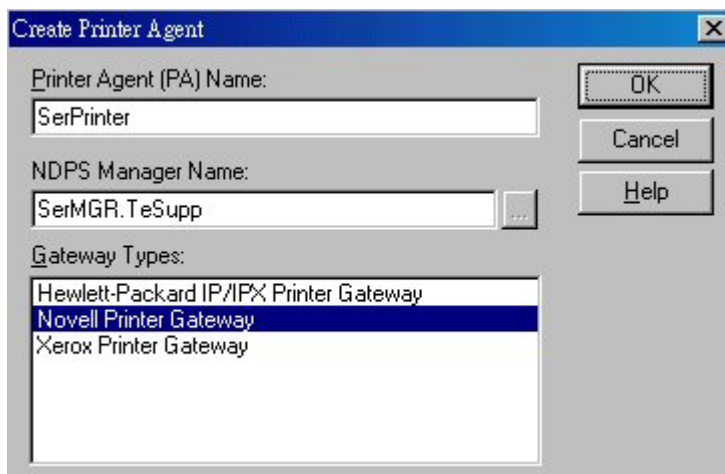 Create Printer Agent
Printer Agent (PA) Name:
SerPrinter
OK
Cancel
NDPS Manager Name:
SerMGR.TeSupp
...
Help
Gateway Types:
Hewlett-Packard IP/IPX Printer Gateway
Novell Printer Gateway
Xerox Printer Gateway